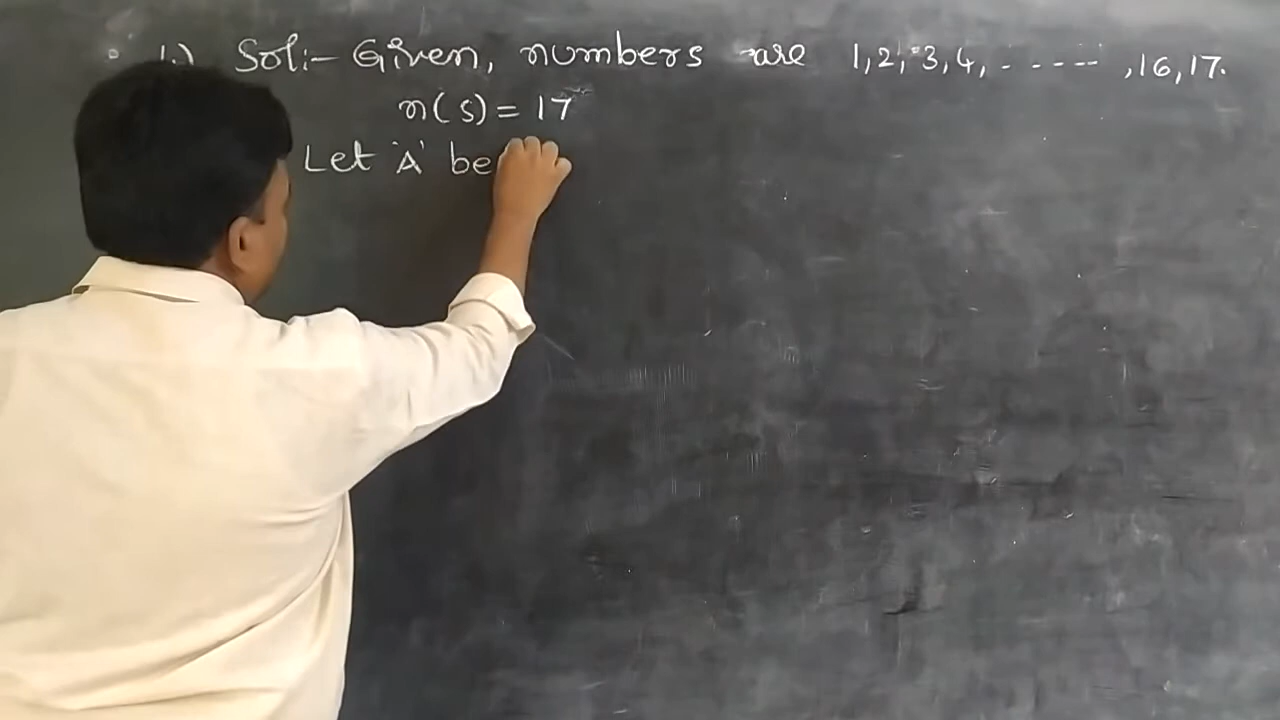 1.) Sol:- Given, numbers are 1,2,3,4, - - - - - ,16,17.
n(s) = 17
Let 'A' be